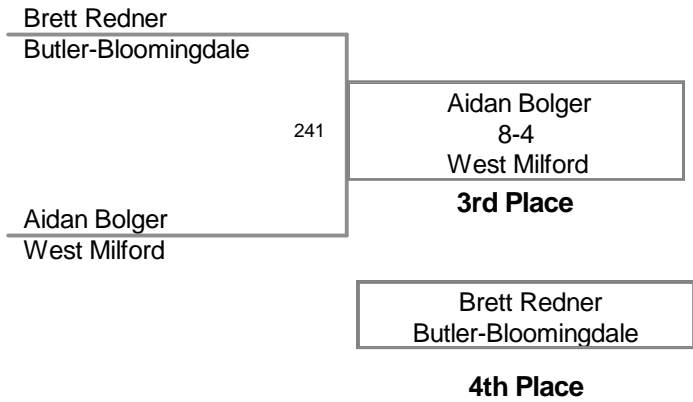 Brett Redner
Butler-Bloomingdale
241
Aidan Bolger
8-4
West Milford
3rd Place
Aidan Bolger
West Milford
Brett Redner
Butler-Bloomingdale
4th Place